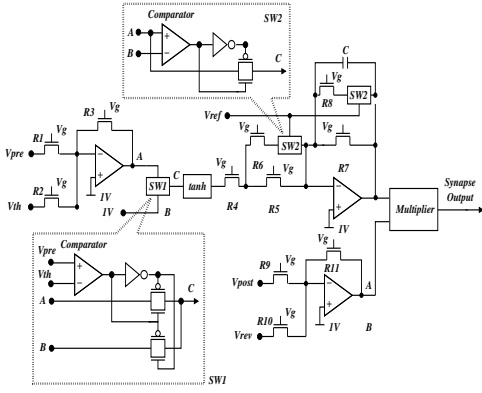 Comparator
SW2
A
B
+
−
C
C
Vg
R8
SW2
Vref
R3
Vg
R1
Vg
Vpre
−
+
A
1V
R2
Vg
Vth
SW1
C
tanh
1V
B
Vg
R4
Vg
R6
SW2
Vg
R5
Vg
R7
−
+
1V
Multiplier
Synapse
Output
Comparator
Vpre
Vth
+
−
C
A
B
SW1
Vg
R9
Vg
Vpost
R11
−
+
A
1V
B
R10
Vg
Vrev